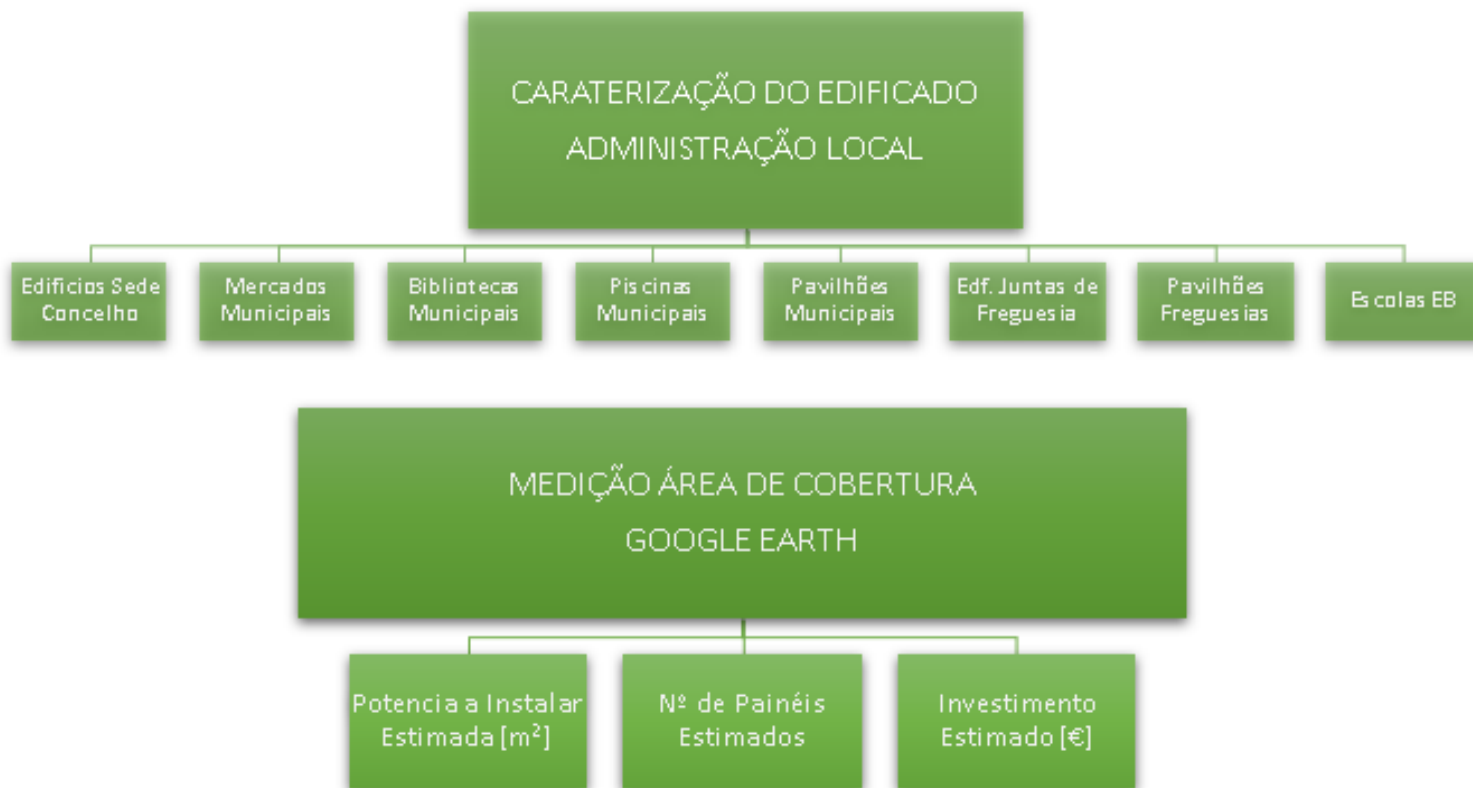 CARATERIZAÇÃO DO EDIFICADO
ADMINISTRAÇÃO LOCAL
Edificios Sede
Concelho
Mercados
Municipais
Bibliotecas
Municipais
Piscinas
Municipais
Pavilhões
Municipais
Edf. Juntas de
Freguesia
Pavilhões
Freguesias
Escolas EB
MEDIÇÃO ÁREA DE COBERTURA
GOOGLE EARTH
Potencia a Instalar
Estimada [m²]
Nº de Painéis
Estimados
Investimento
Estimado [€]